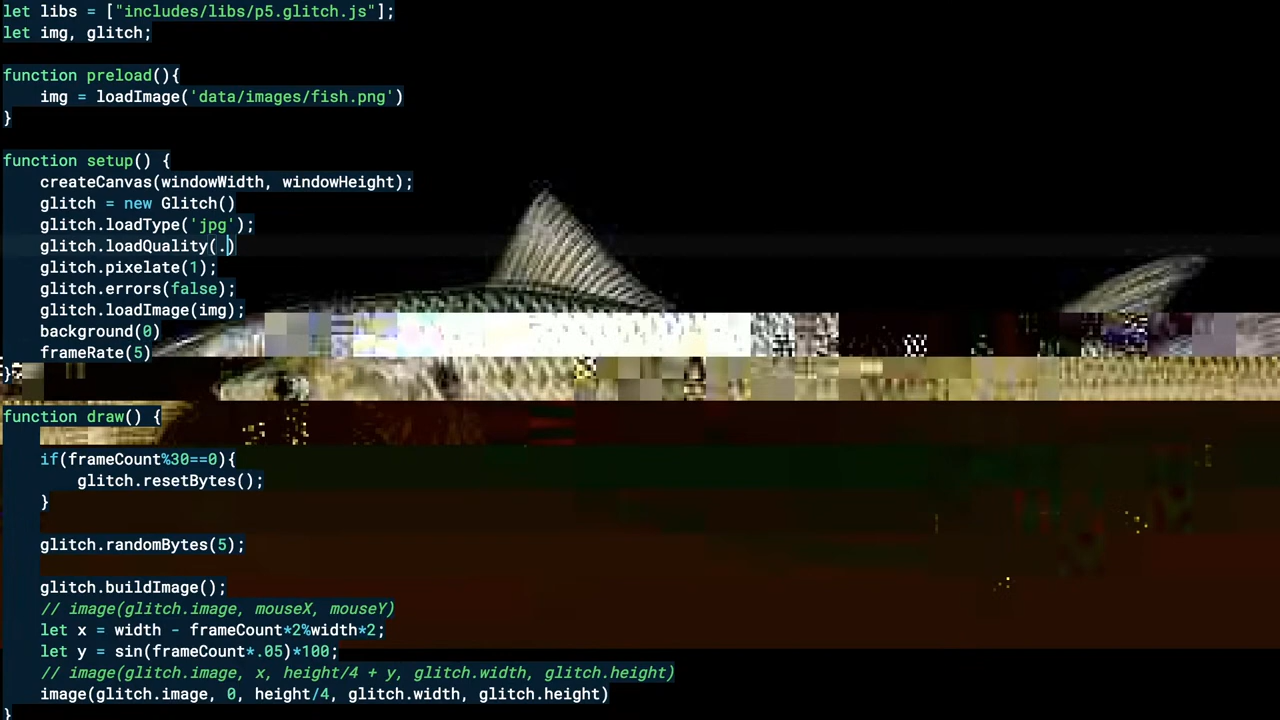 let libs = ["includes/libs/p5.glitch.js"];
let img, glitch;
function preload(){
img = loadImage('data/images/fish.png')
}
function setup() {
createCanvas(windowWidth, windowHeight);
glitch = new Glitch()
glitch.loadType('jpg');
glitch.loadQuality(.)
glitch.pixelate(1);
glitch.errors(false);
glitch.loadImage(img);
background(0)
frameRate(5)
}
function draw() {
if(frameCount%30==0){
glitch.resetBytes();
}
glitch.randomBytes(5);
glitch.buildImage();
// image(glitch.image, mouseX, mouseY)
let x = width - frameCount*2%width*2;
let y = sin(frameCount*.05)*100;
// image(glitch.image, x, height/4 + y, glitch.width, glitch.height)
image(glitch.image, 0, height/4, glitch.width, glitch.height)
}